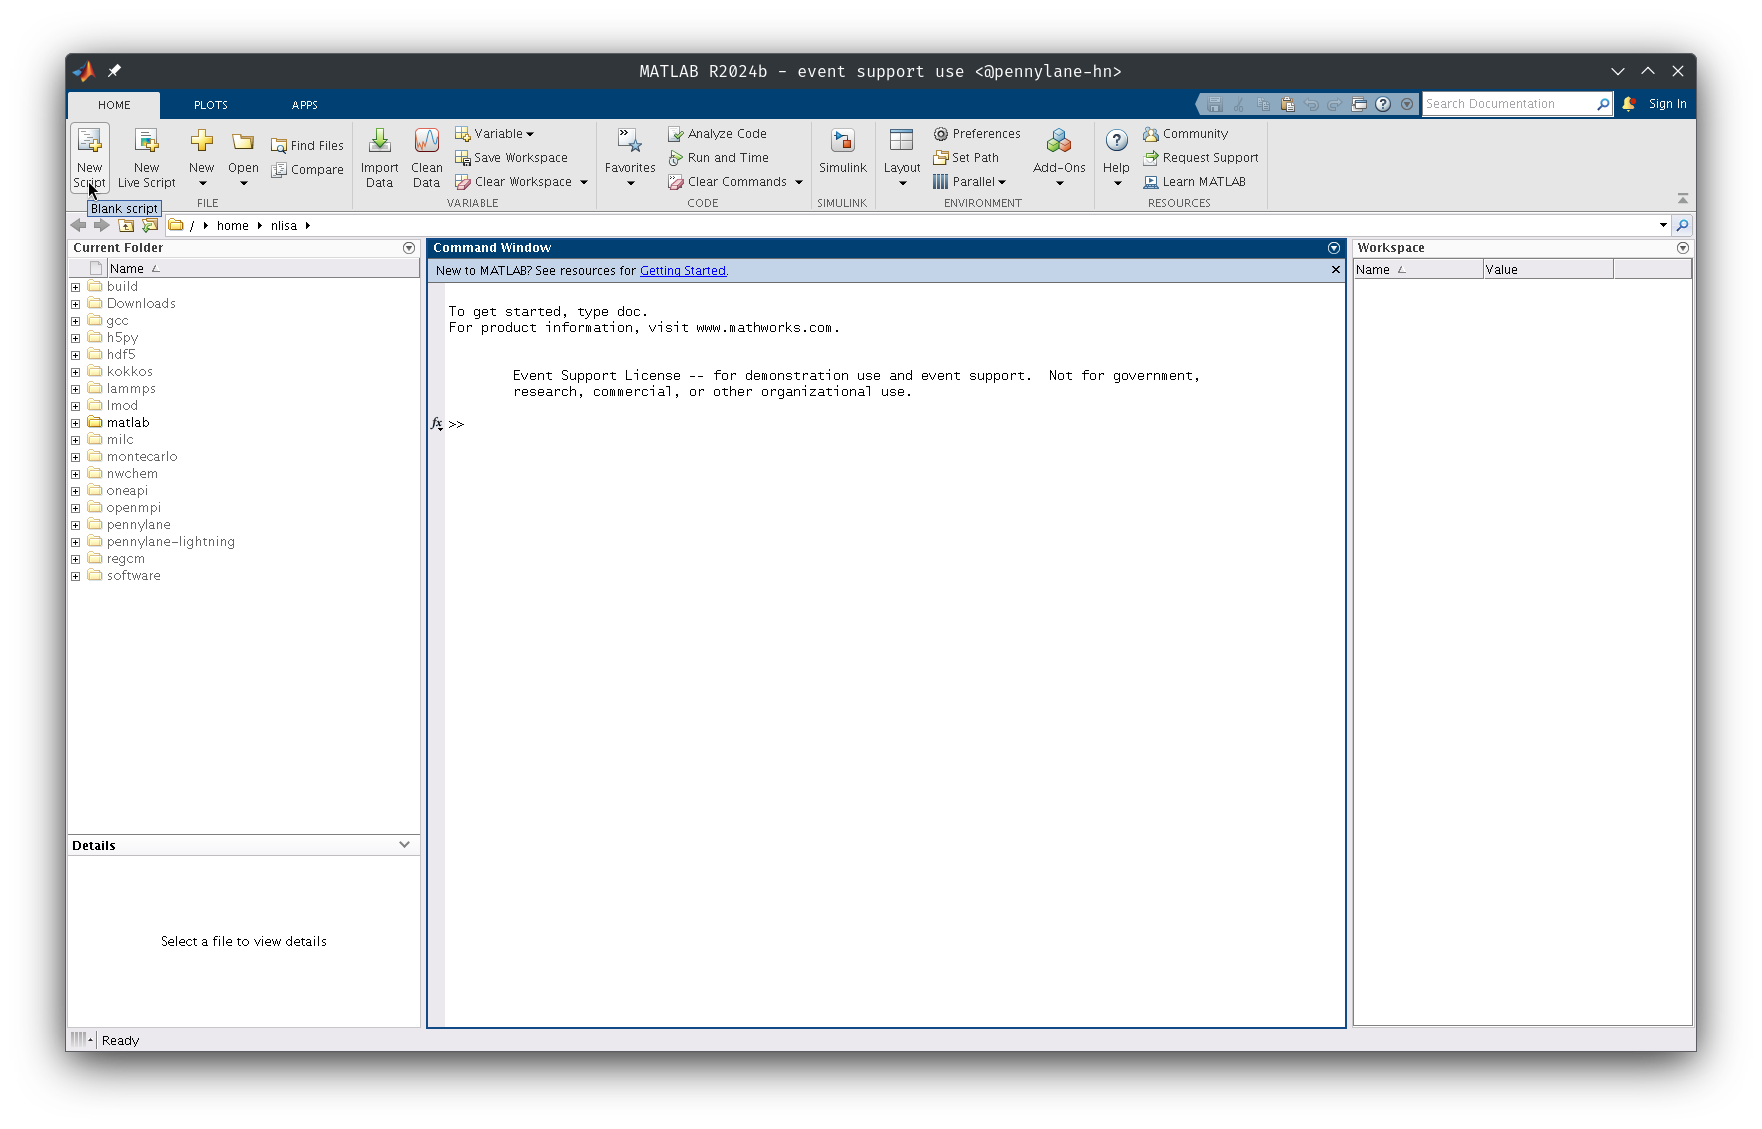 MATLAB R2024b - event support use <@pennylane-hn>
HOME PLOTS APPS
Search Documentation
Sign In
New Script
New Live Script
New
Open
Find Files
Compare
FILE
Import Data
Clean Data
Variable
Save Workspace
Clear Workspace
VARIABLE
Favorites
Analyze Code
Run and Time
Clear Commands
CODE
Simulink
SIMULINK
Layout
Preferences
Set Path
Parallel
Add-Ons
ENVIRONMENT
Help
Community
Request Support
Learn MATLAB
RESOURCES
Blank script
/ home nlisa
Current Folder
Name
build
Downloads
gcc
h5py
hdf5
kokkos
lammps
lmod
matlab
milc
montecarlo
nwchem
oneapi
openmpi
pennylane
pennylane-lightning
regcm
software
Details
Select a file to view details
Command Window
New to MATLAB? See resources for Getting Started.
To get started, type doc.
For product information, visit www.mathworks.com.
Event Support License -- for demonstration use and event support.  Not for government,
research, commercial, or other organizational use.
fx >>
Workspace
Name Value
Ready